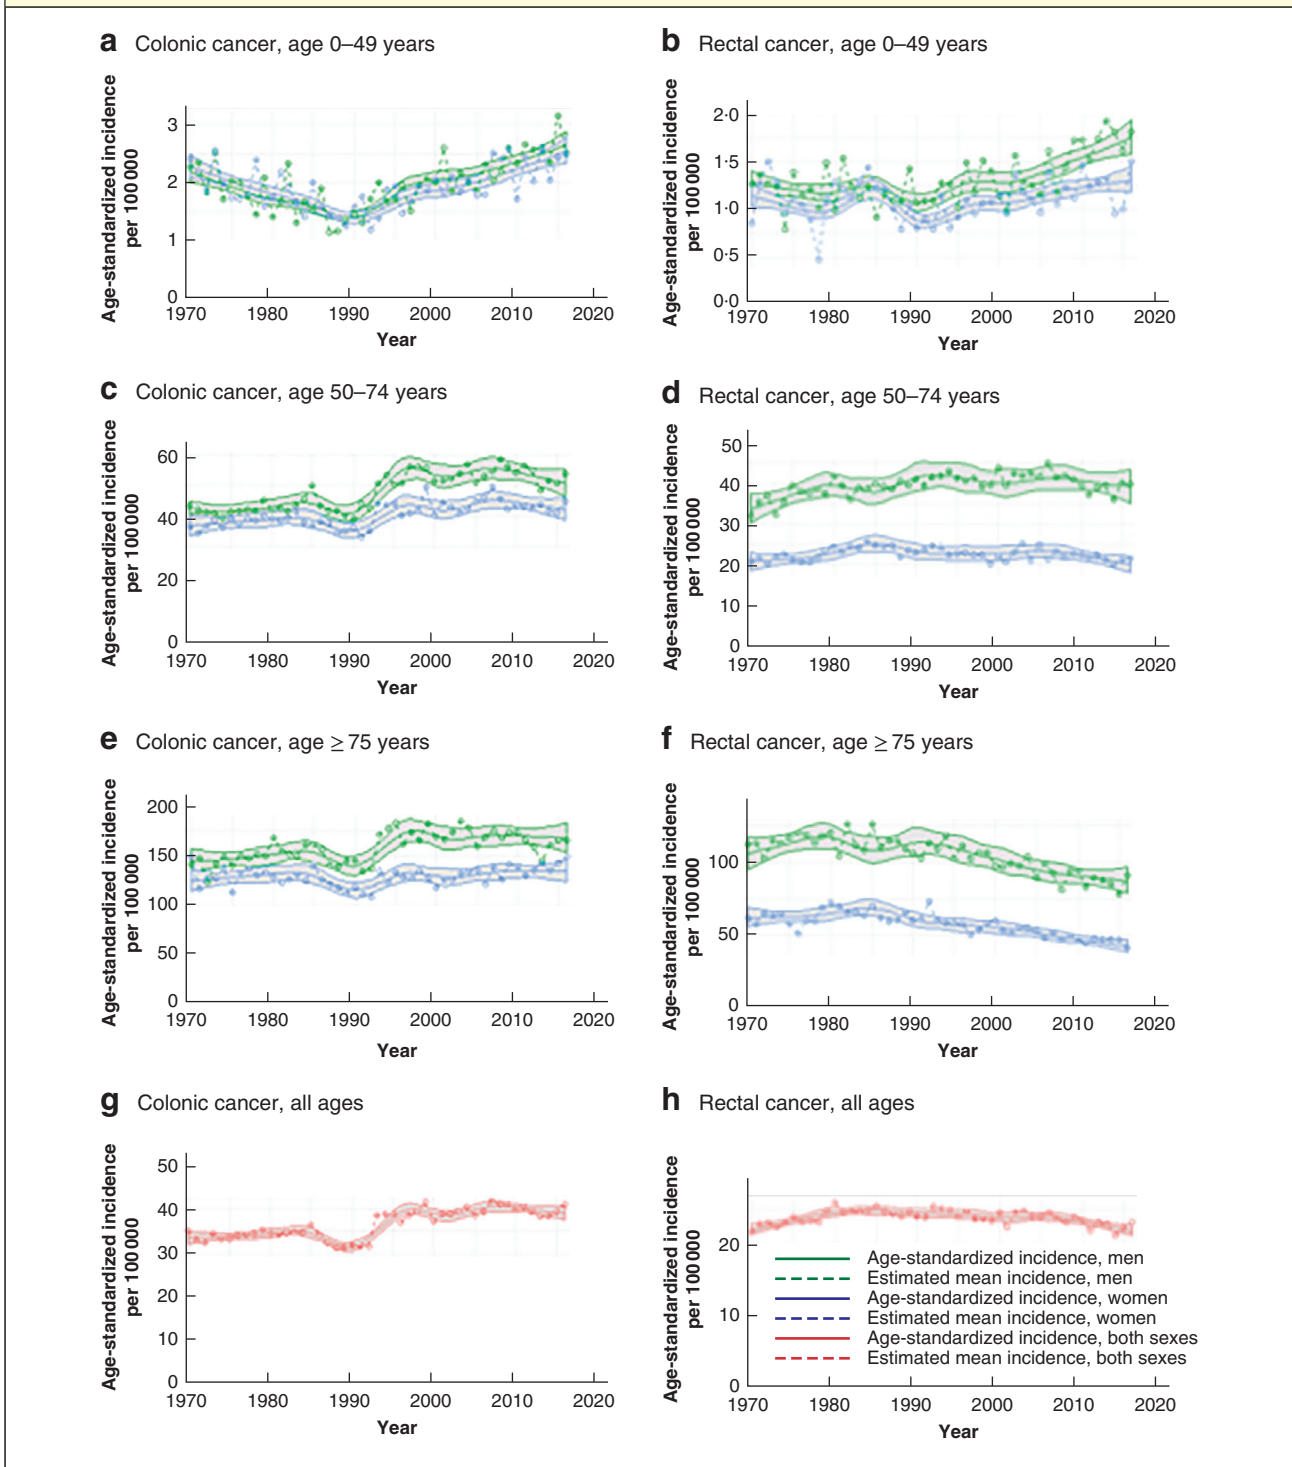 a Colonic cancer, age 0–49 years
Age-standardized incidence
per 100 000
3
2
1
0
1970 1980 1990 2000 2010 2020
Year
b Rectal cancer, age 0–49 years
Age-standardized incidence
per 100 000
2·0
1·5
1·0
0·5
0·0
1970 1980 1990 2000 2010 2020
Year
c Colonic cancer, age 50–74 years
Age-standardized incidence
per 100 000
60
40
20
0
1970 1980 1990 2000 2010 2020
Year
d Rectal cancer, age 50–74 years
Age-standardized incidence
per 100 000
50
40
30
20
10
0
1970 1980 1990 2000 2010 2020
Year
e Colonic cancer, age ≥ 75 years
Age-standardized incidence
per 100 000
200
150
100
50
0
1970 1980 1990 2000 2010 2020
Year
f Rectal cancer, age ≥ 75 years
Age-standardized incidence
per 100 000
100
50
0
1970 1980 1990 2000 2010 2020
Year
g Colonic cancer, all ages
Age-standardized incidence
per 100 000
50
40
30
20
10
0
1970 1980 1990 2000 2010 2020
Year
h Rectal cancer, all ages
Age-standardized incidence
per 100 000
20
10
0
Age-standardized incidence, men
Estimated mean incidence, men
Age-standardized incidence, women
Estimated mean incidence, women
Age-standardized incidence, both sexes
Estimated mean incidence, both sexes
1970 1980 1990 2000 2010 2020
Year